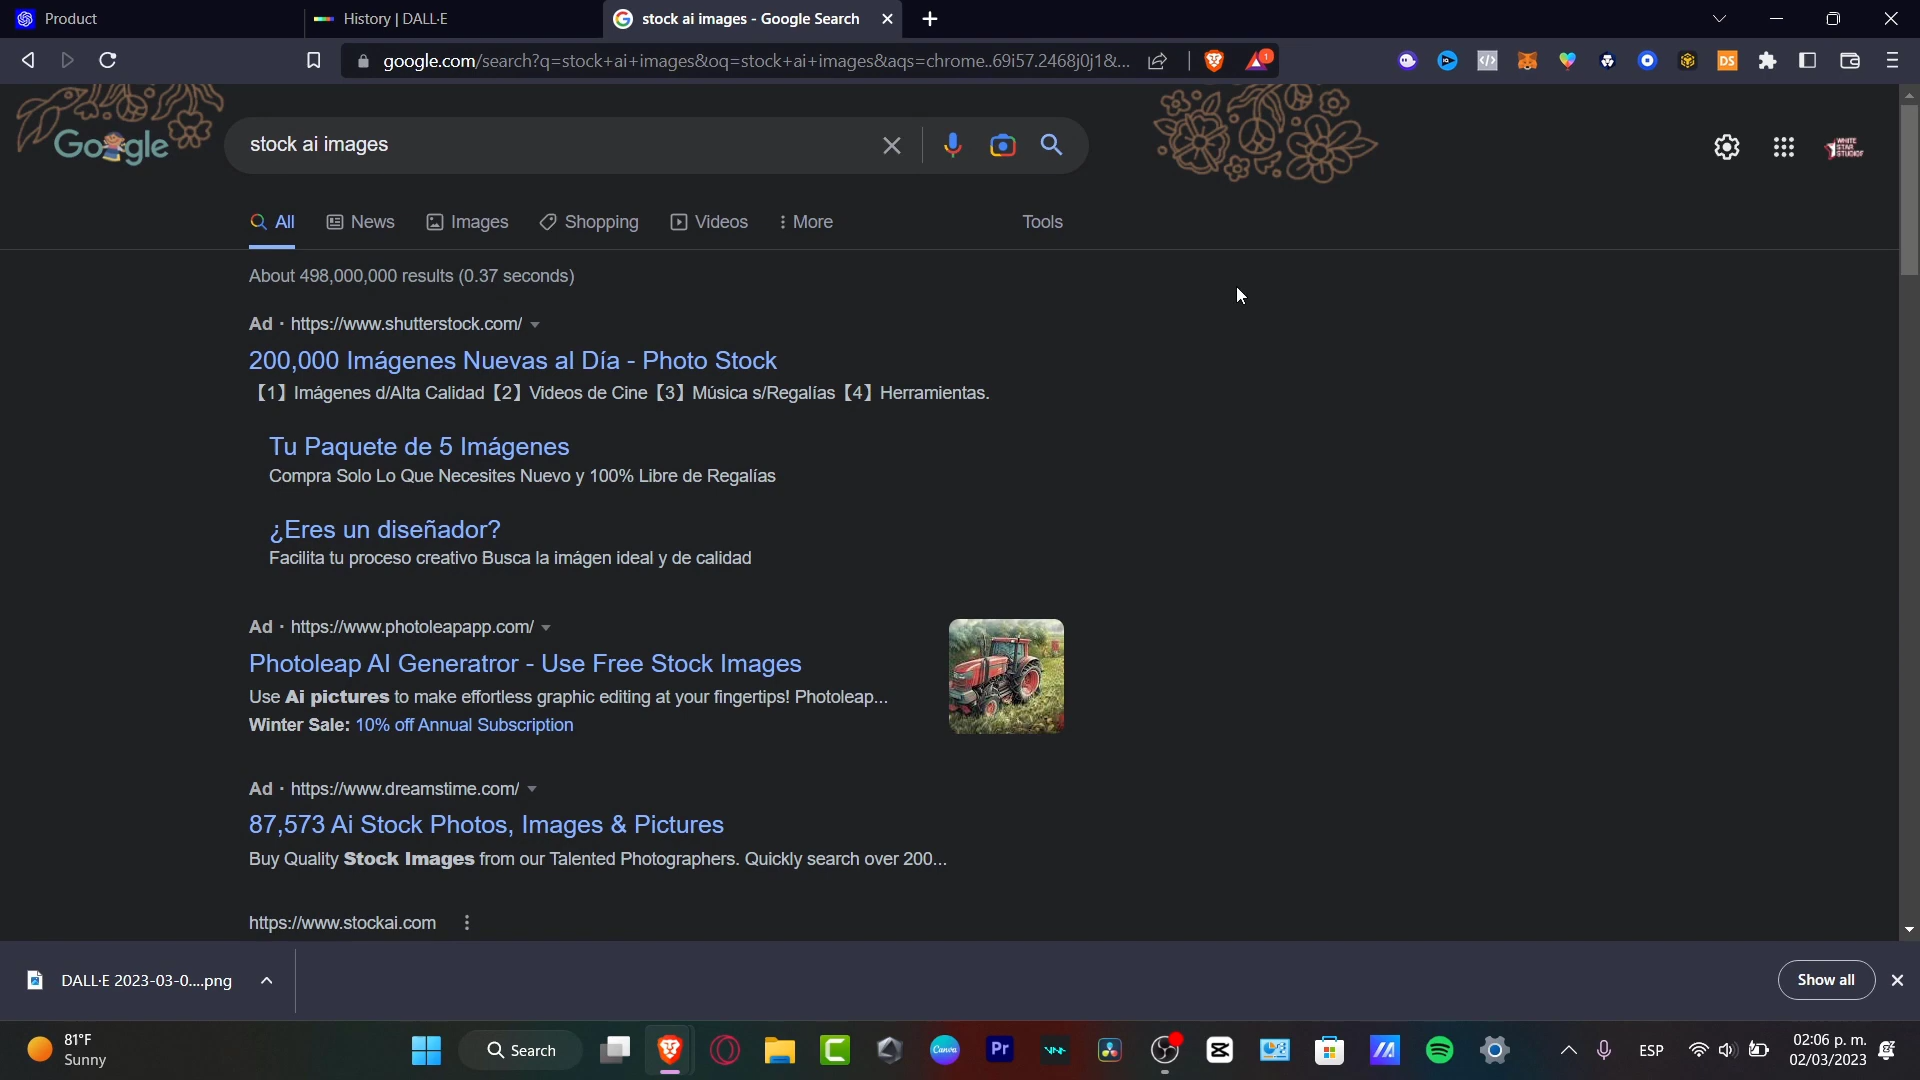 Product
History | DALL·E
stock ai images - Google Search
google.com/search?q=stock+ai+images&oq=stock+ai+images&aqs=chrome..69i57.2468j0j1&...
1
DS
Google
stock ai images
WHITE
STAR
STUDIOS
All
News
Images
Shopping
Videos
More
Tools
About 498,000,000 results (0.37 seconds)
Ad · https://www.shutterstock.com/
200,000 Imágenes Nuevas al Día - Photo Stock
【1】Imágenes d/Alta Calidad【2】Videos de Cine【3】Música s/Regalías【4】Herramientas.
Tu Paquete de 5 Imágenes
Compra Solo Lo Que Necesites Nuevo y 100% Libre de Regalías
¿Eres un diseñador?
Facilita tu proceso creativo Busca la imágen ideal y de calidad
Ad · https://www.photoleapapp.com/
Photoleap AI Generatror - Use Free Stock Images
Use Ai pictures to make effortless graphic editing at your fingertips! Photoleap...
Winter Sale: 10% off Annual Subscription
Ad · https://www.dreamstime.com/
87,573 Ai Stock Photos, Images & Pictures
Buy Quality Stock Images from our Talented Photographers. Quickly search over 200...
https://www.stockai.com
DALL·E 2023-03-0....png
Show all
81°F
Sunny
Search
Canva
Pr
ESP
02:06 p. m.
02/03/2023